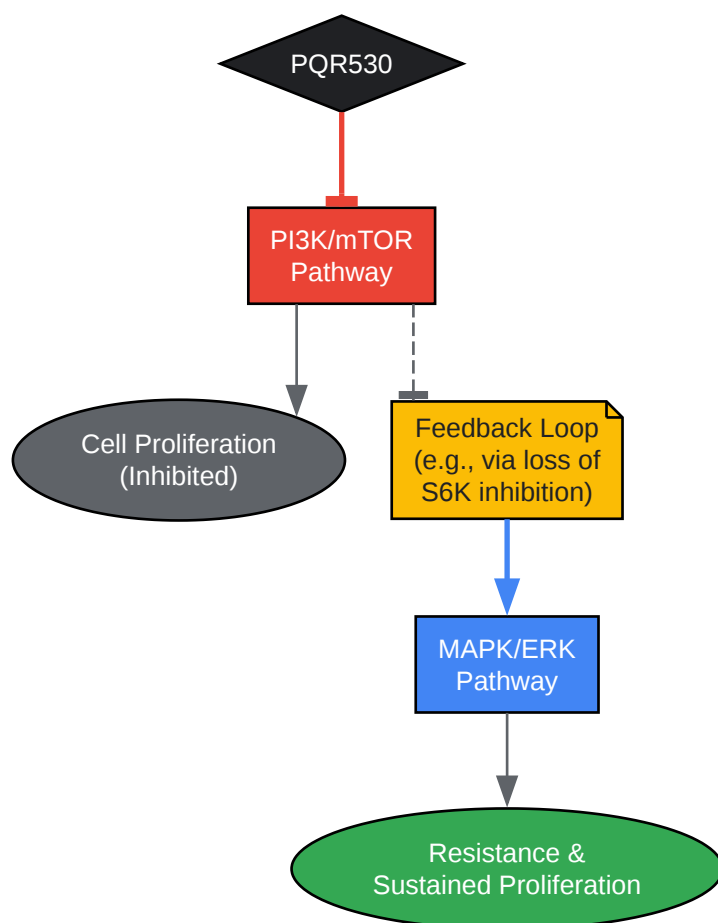 PQR530
PI3K/mTOR
Pathway
Cell Proliferation
(Inhibited)
Feedback Loop
(e.g., via loss of
S6K inhibition)
MAPK/ERK
Pathway
Resistance &
Sustained Proliferation